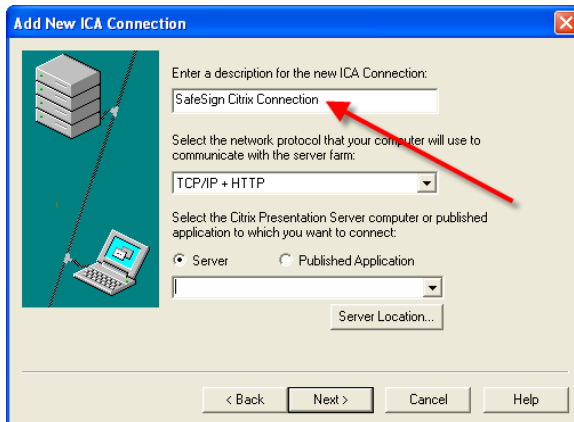 Add New ICA Connection
Enter a description for the new ICA Connection:
SafeSign Citrix Connection
Select the network protocol that your computer will use to
communicate with the server farm:
TCP/IP + HTTP
Select the Citrix Presentation Server computer or published
application to which you want to connect:
Server Published Application
Server Location...
< Back Next > Cancel Help